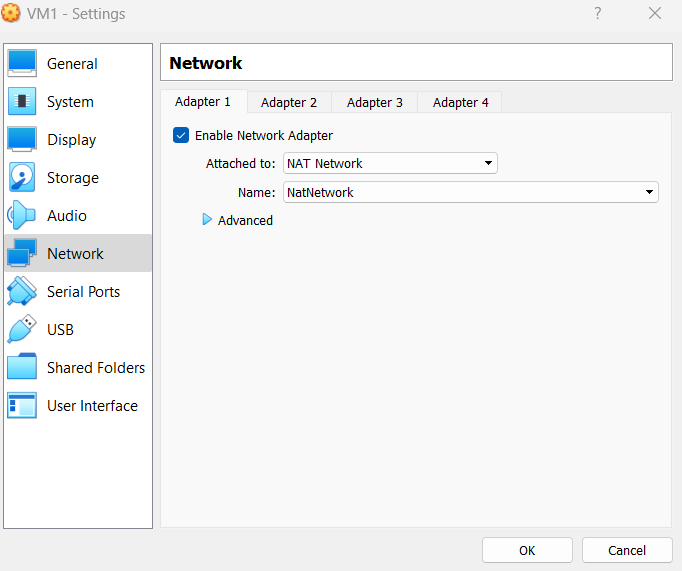 VM1 - Settings
?
General
System
Display
Storage
Audio
Network
Serial Ports
USB
Shared Folders
User Interface
Network
Adapter 1 Adapter 2 Adapter 3 Adapter 4
Enable Network Adapter
Attached to: NAT Network
Name: NatNetwork
Advanced
OK Cancel